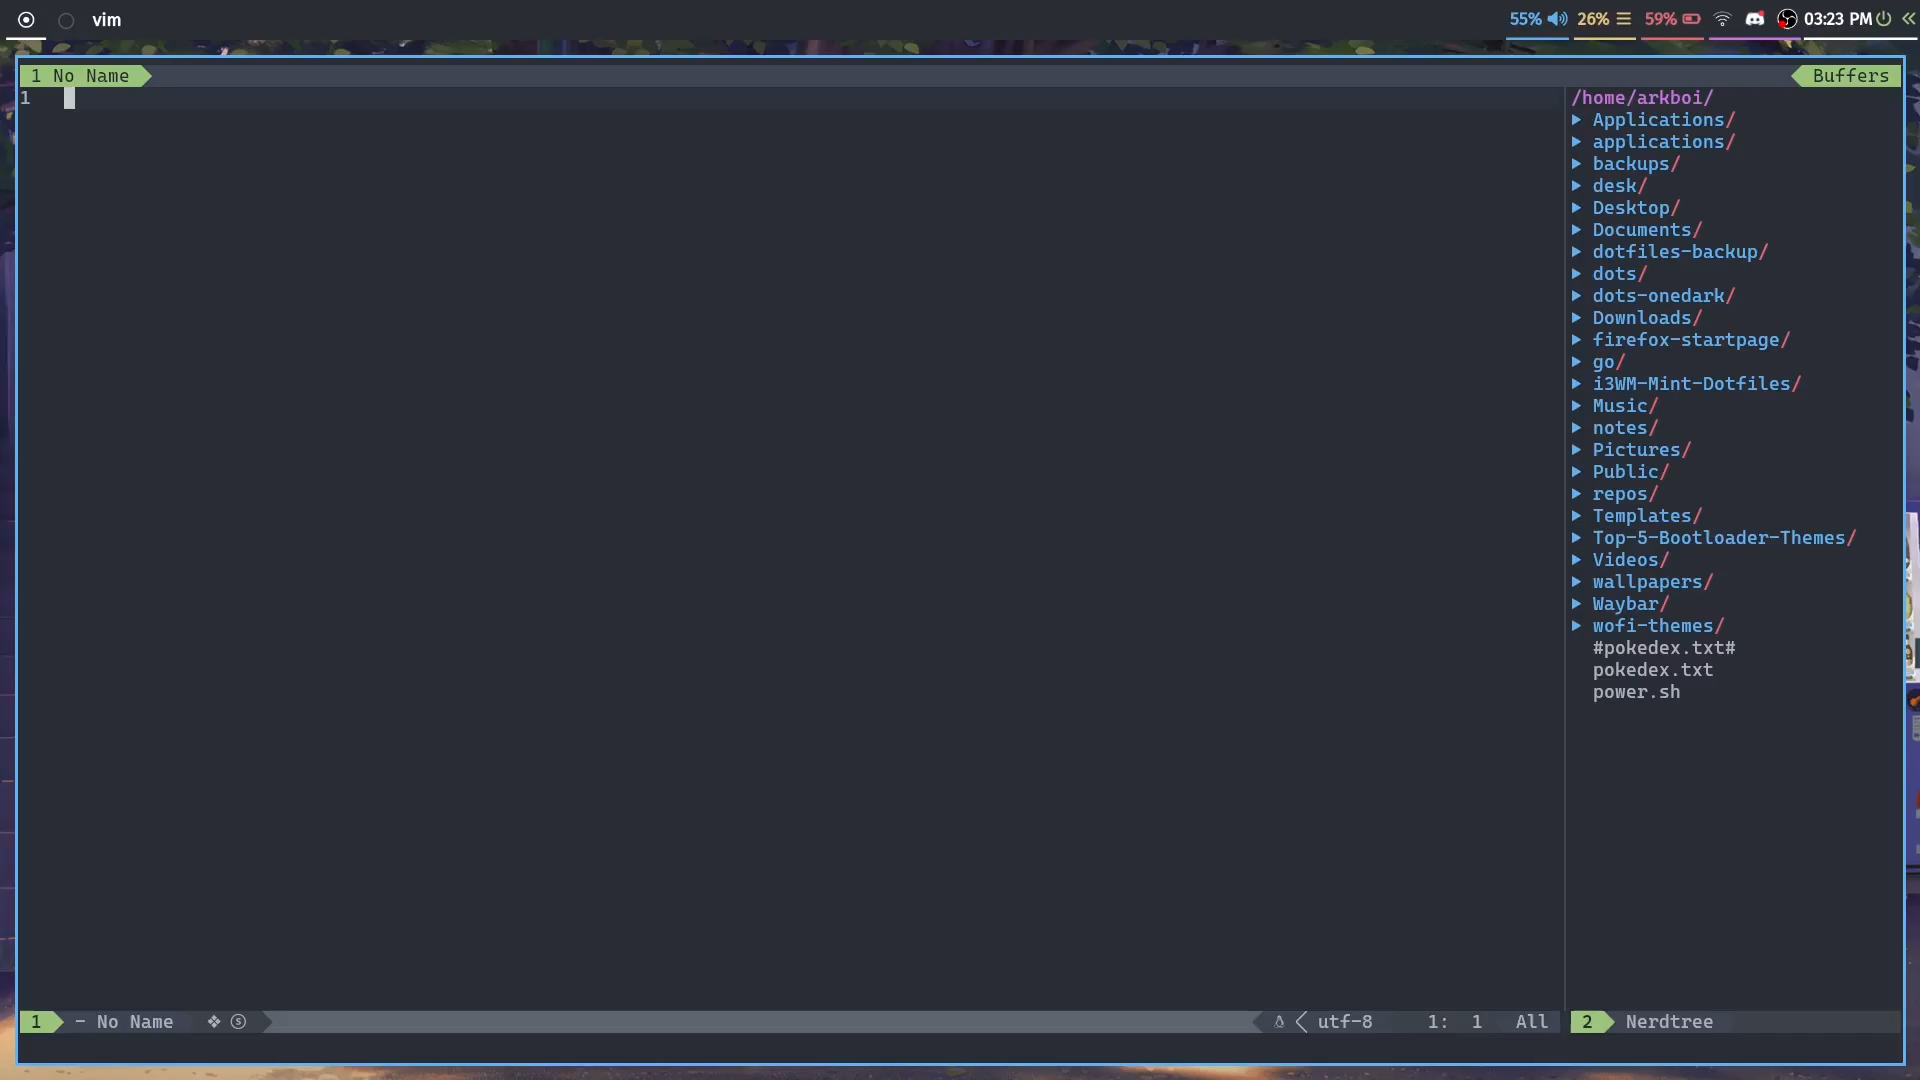 vim 55% 26% 59% 03:23 PM
1 No Name Buffers
1
/home/arkboi/
Applications/
applications/
backups/
desk/
Desktop/
Documents/
dotfiles-backup/
dots/
dots-onedark/
Downloads/
firefox-startpage/
go/
i3WM-Mint-Dotfiles/
Music/
notes/
Pictures/
Public/
repos/
Templates/
Top-5-Bootloader-Themes/
Videos/
wallpapers/
Waybar/
wofi-themes/
#pokedex.txt#
pokedex.txt
power.sh
1 - No Name utf-8 1: 1 All 2 Nerdtree